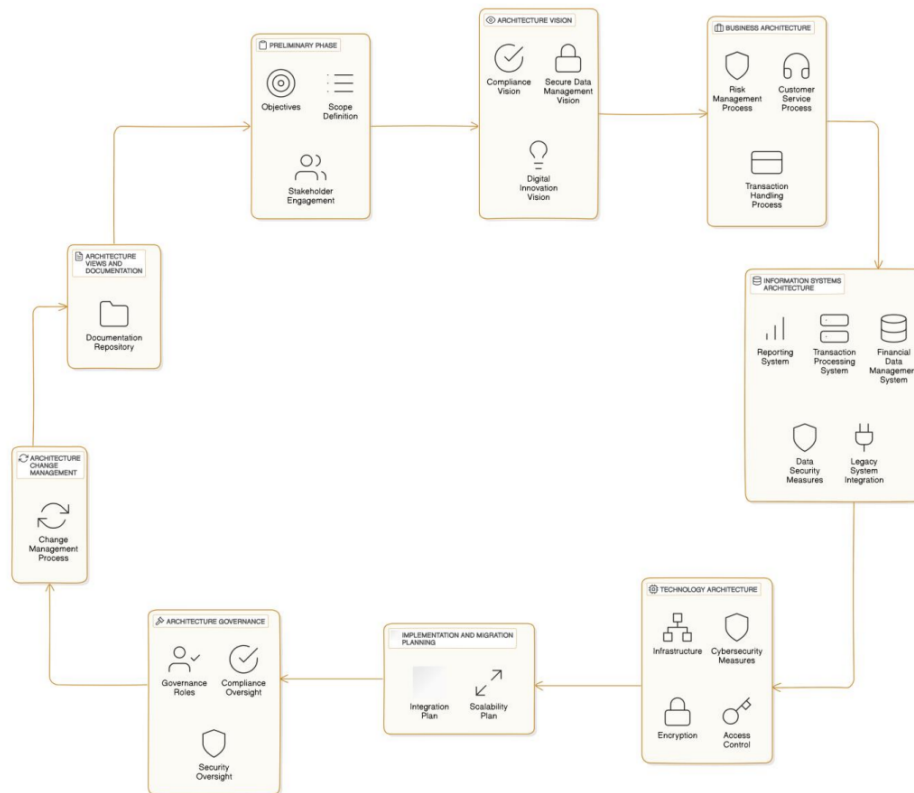 PRELIMINARY PHASE
Objectives
Scope
Definition
Stakeholder
Engagement
ARCHITECTURE VISION
Compliance
Vision
Secure Data
Management
Vision
Digital
Innovation
Vision
BUSINESS ARCHITECTURE
Risk
Management
Process
Customer
Service
Process
Transaction
Handling
Process
INFORMATION SYSTEMS
ARCHITECTURE
Reporting
System
Transaction
Processing
System
Financial
Data
Management
System
Data
Security
Measures
Legacy
System
Integration
TECHNOLOGY ARCHITECTURE
Infrastructure
Cybersecurity
Measures
Encryption
Access
Control
IMPLEMENTATION AND MIGRATION
PLANNING
Integration
Plan
Scalability
Plan
ARCHITECTURE GOVERNANCE
Governance
Roles
Compliance
Oversight
Security
Oversight
ARCHITECTURE
CHANGE
MANAGEMENT
Change
Management
Process
ARCHITECTURE
VIEWS AND
DOCUMENTATION
Documentation
Repository